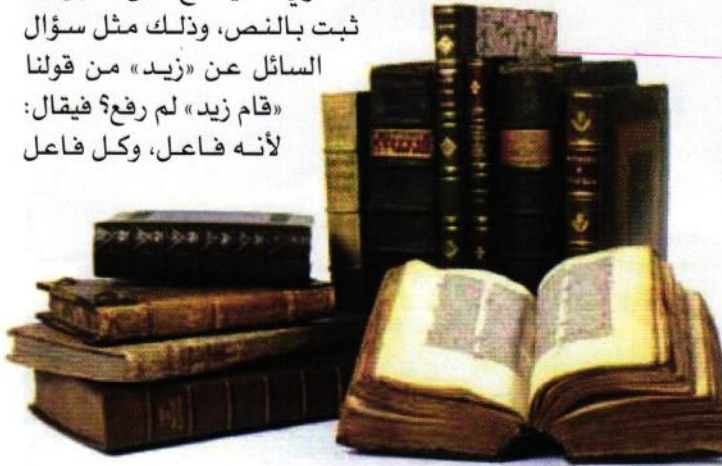 ثبت بالنص، وذلك مثل سؤال
السائل عن «زيد» من قولنا
«قام زيد» لم رفع؟ فيقال:
لأنه فاعل، وكل فاعل